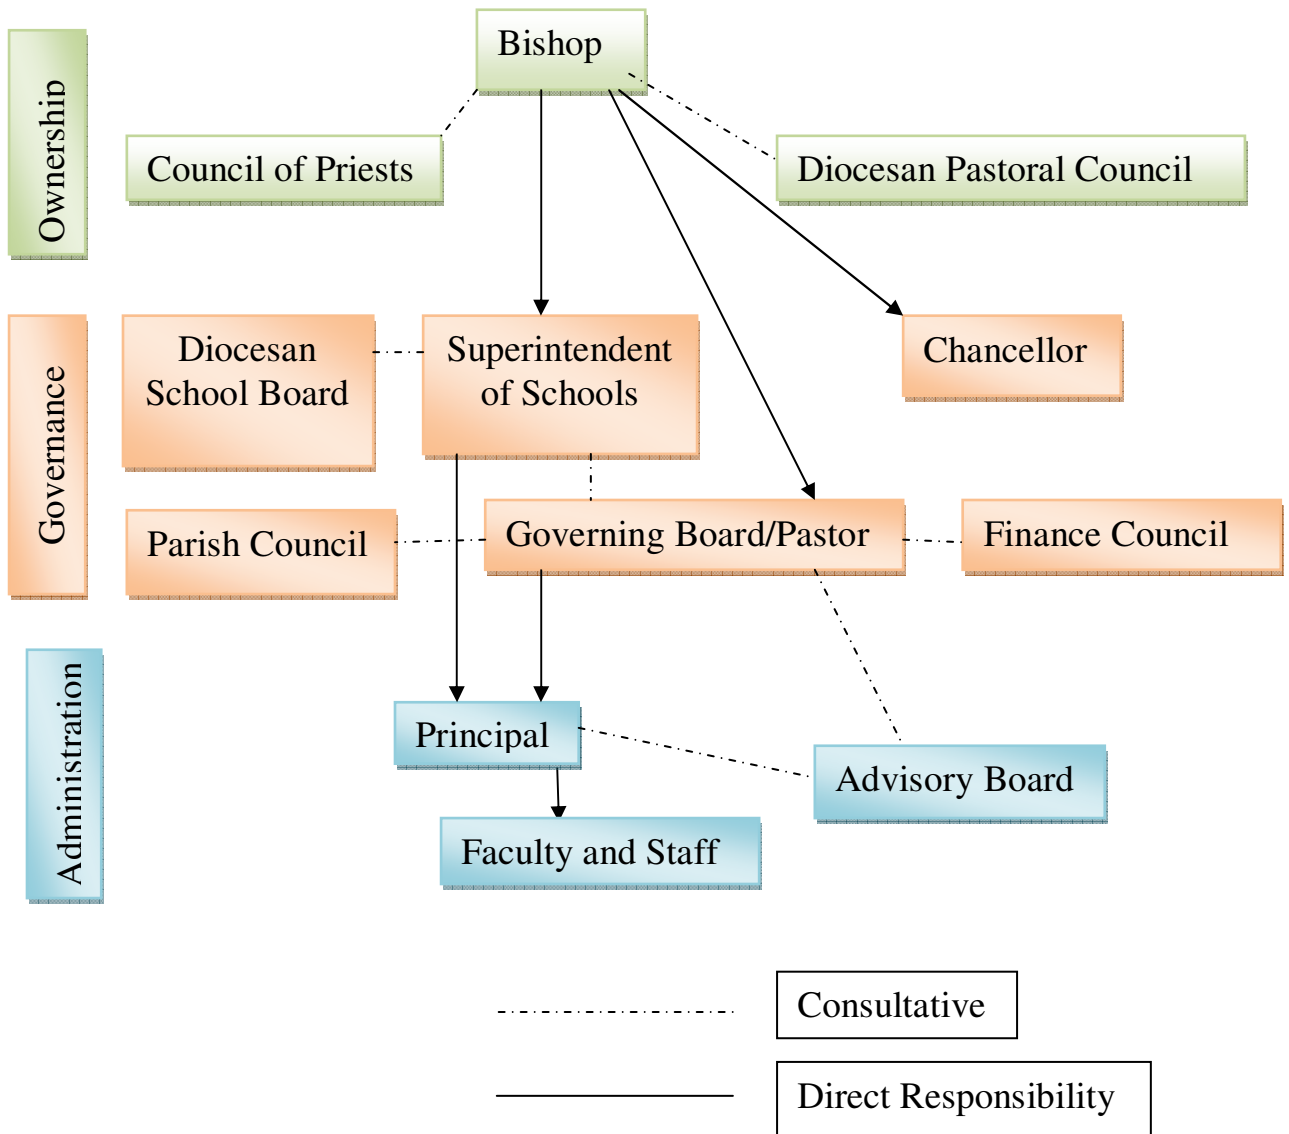 Ownership
Bishop
Council of Priests
Diocesan Pastoral Council
Governance
Diocesan
School Board
Superintendent
of Schools
Chancellor
Parish Council
Governing Board/Pastor
Finance Council
Administration
Principal
Advisory Board
Faculty and Staff
Consultative
Direct Responsibility